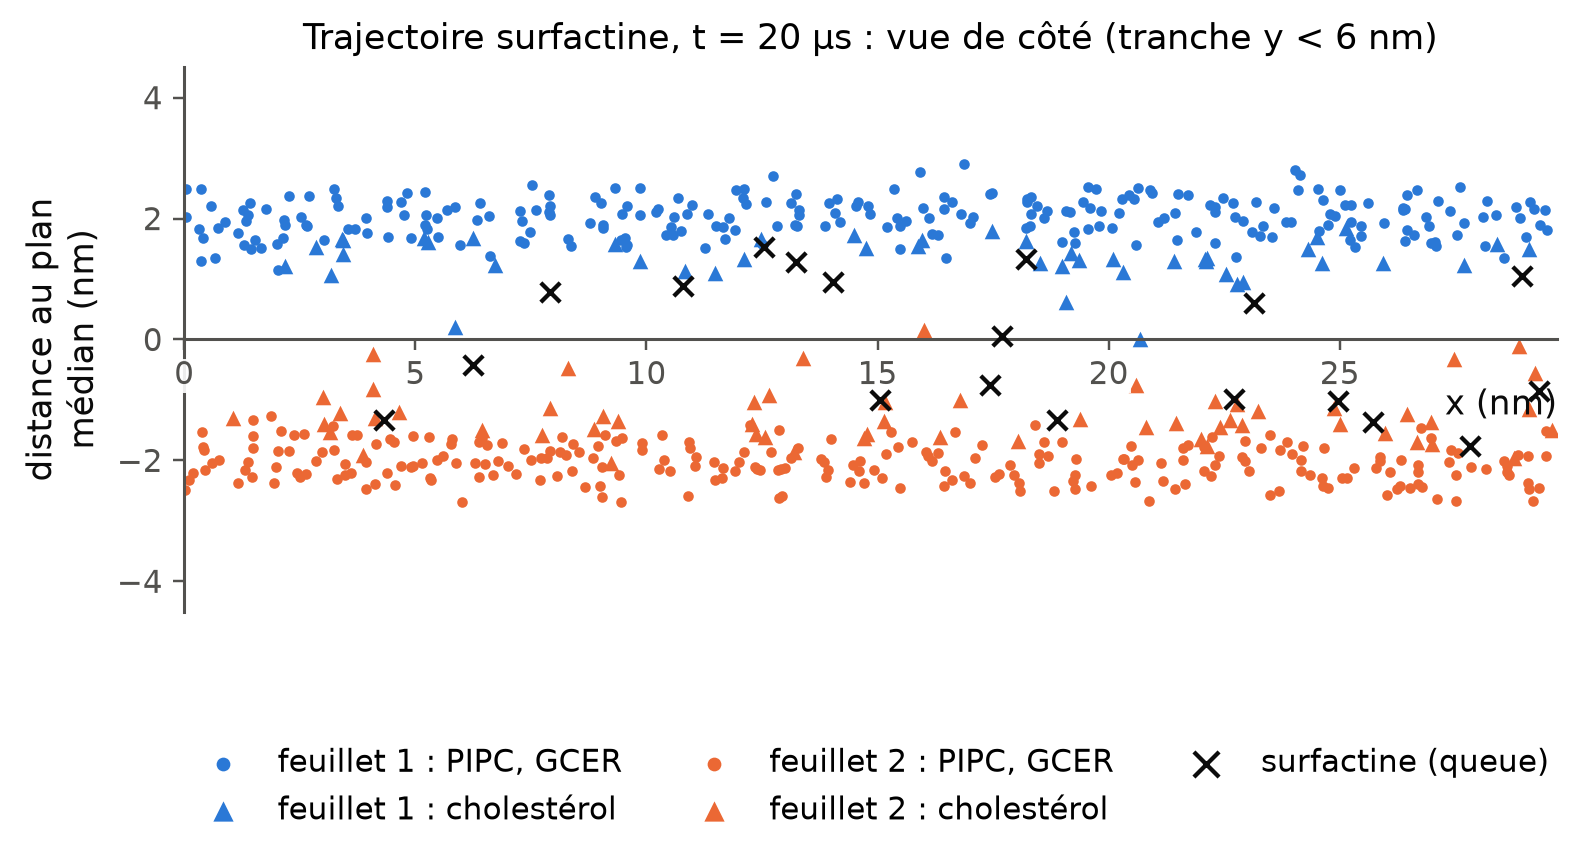 Trajectoire surfactine, t = 20 µs : vue de côté (tranche y < 6 nm)
distance au plan
médian (nm)
4
2
0
−2
−4
0 5 10 15 20 25
x (nm)
feuillet 1 : PIPC, GCER
feuillet 2 : PIPC, GCER
surfactine (queue)
feuillet 1 : cholestérol
feuillet 2 : cholestérol